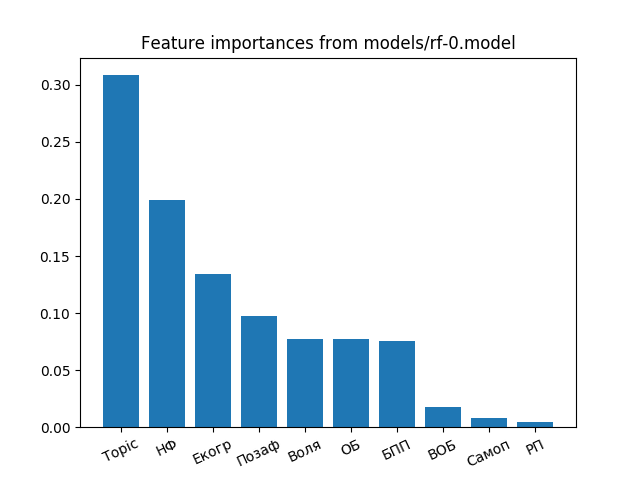 Feature importances from models/rf-0.model
0.30
0.25
0.20
0.15
0.10
0.05
0.00
Topic
НФ
Екогр
Позаф
Воля
ОБ
БПП
ВОБ
Самоп
РП